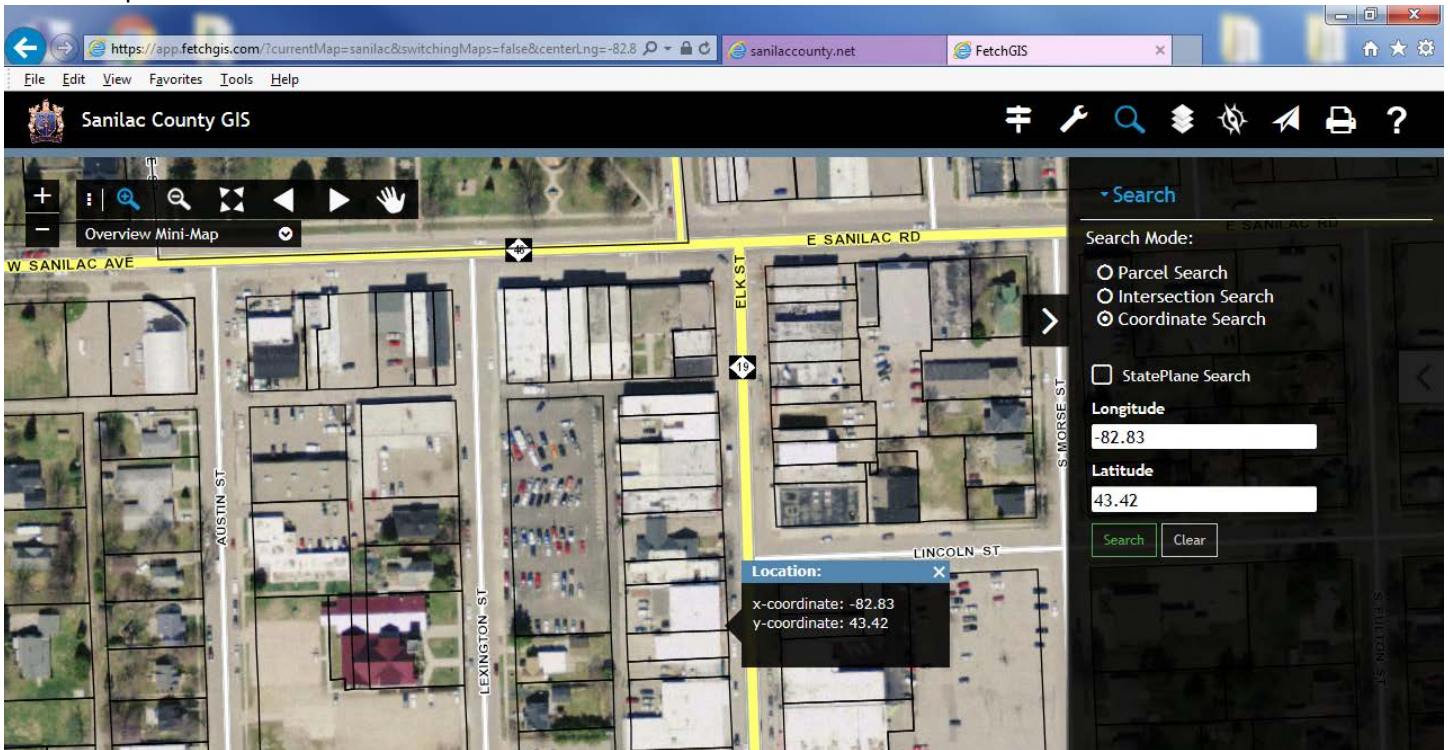 https://app.fetchgis.com/?currentMap=sanilac&switchingMaps=false&centerLng=-82.8
sanilaccounty.net
FetchGIS
File Edit View Favorites Tools Help
Sanilac County GIS
Search
Overview Mini-Map
E SANILAC RD
E SANILAC RD
Search Mode:
46
W SANILAC AVE
ELK ST
Parcel Search
Intersection Search
Coordinate Search
19
StatePlane Search
S MORSE ST
Longitude
-82.83
Latitude
43.42
AUSTIN ST
Search Clear
LINCOLN ST
Location:
x-coordinate: -82.83
y-coordinate: 43.42
LEXINGTON ST
S FULTON ST